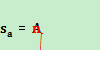 sₐ = A